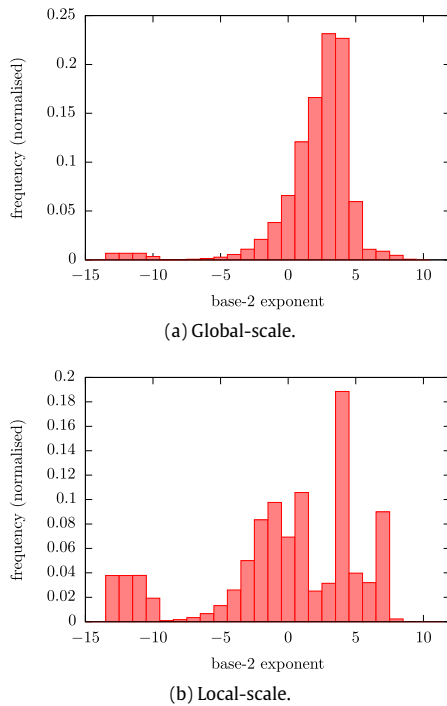 0.25
0.2
0.15
0.1
0.05
0
frequency (normalised)
−15 −10 −5 0 5 10
base-2 exponent
(a) Global-scale.
0.2
0.18
0.16
0.14
0.12
0.1
0.08
0.06
0.04
0.02
0
frequency (normalised)
−15 −10 −5 0 5 10
base-2 exponent
(b) Local-scale.